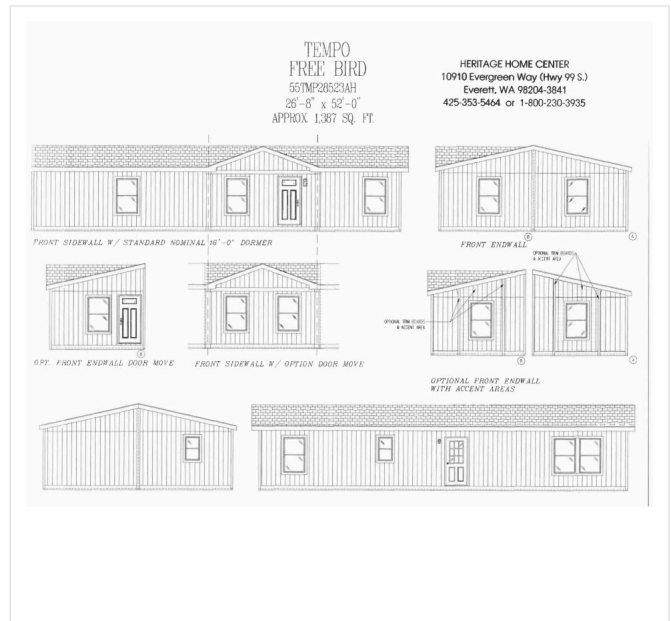 TEMPO
FREE BIRD
55TMP28523AH
26'-8" x 52'-0"
APPROX 1,387 SQ. FT.
HERITAGE HOME CENTER
10910 Evergreen Way (Hwy 99 S.)
Everett, WA 98204-3841
425-353-5464 or 1-800-230-3935
FRONT SIDEWALL W/ STANDARD NOMINAL 16'-0" DORMER
FRONT ENDWALL
B
A
OPTIONAL TRIM BOARDS
& ACCENT AREA
OPTIONAL TRIM BOARDS
& ACCENT AREA
B
A
OPT. FRONT ENDWALL DOOR MOVE
B
FRONT SIDEWALL W/ OPTION DOOR MOVE
OPTIONAL FRONT ENDWALL
WITH ACCENT AREAS